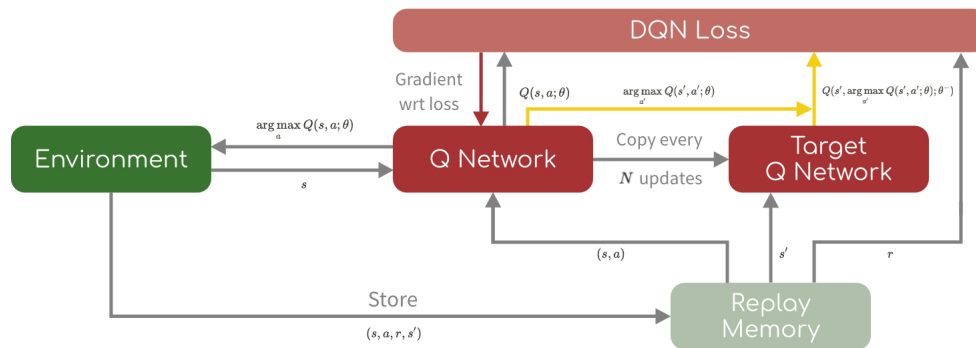 DQN Loss
Gradient
wrt loss
Q(s, a; θ)
arg max Q(s′, a′; θ)
a′
Q(s′, arg max Q(s′, a′; θ); θ⁻)
a′
arg max Q(s, a; θ)
a
Environment
s
Q Network
Copy every
N updates
Target
Q Network
(s, a)
s′
r
Store
(s, a, r, s′)
Replay
Memory